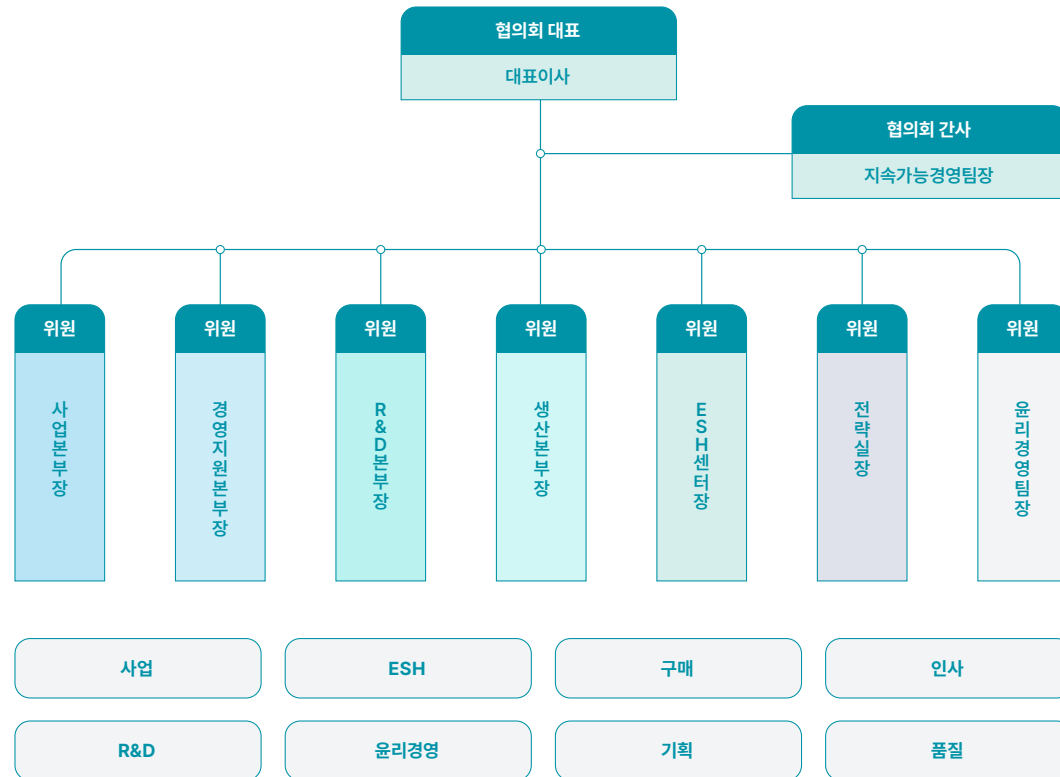 협의회 대표
대표이사
협의회 간사
지속가능경영팀장
위원
위원
위원
위원
위원
위원
위원
사업본부장
경영지원본부장
R&D본부장
생산본부장
ESH센터장
전략실장
윤리경영팀장
사업
ESH
구매
인사
R&D
윤리경영
기획
품질